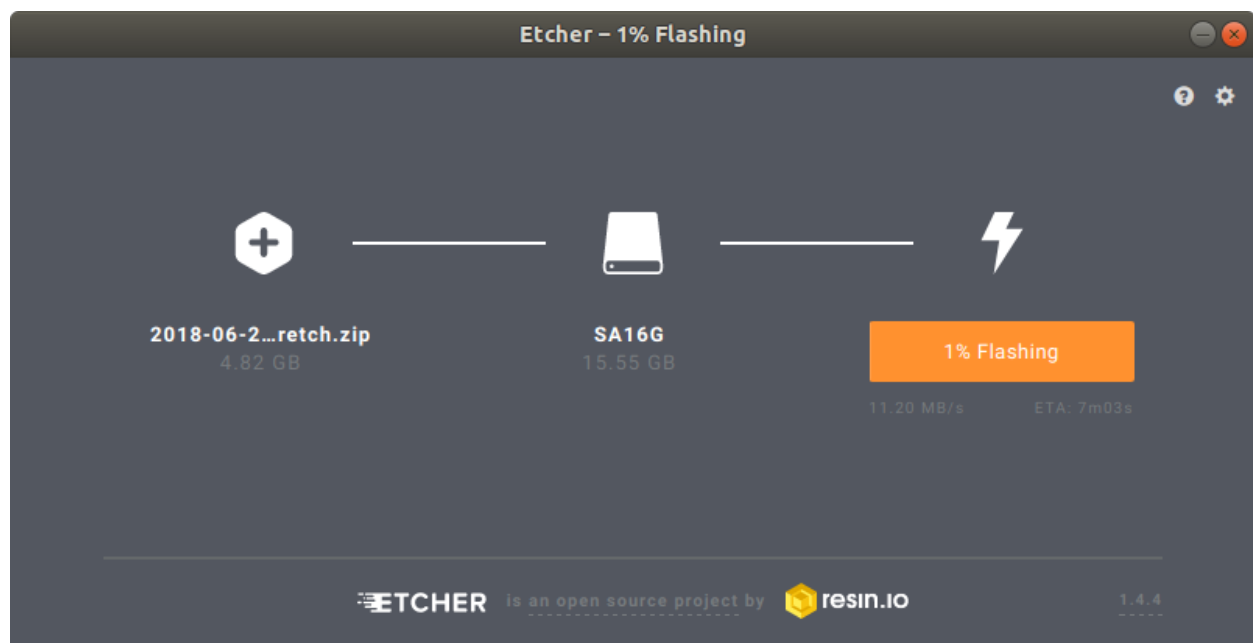 Etcher – 1% Flashing
2018-06-2...retch.zip
4.82 GB
SA16G
15.55 GB
1% Flashing
11.20 MB/s ETA: 7m03s
ETCHER is an open source project by resin.io 1.4.4